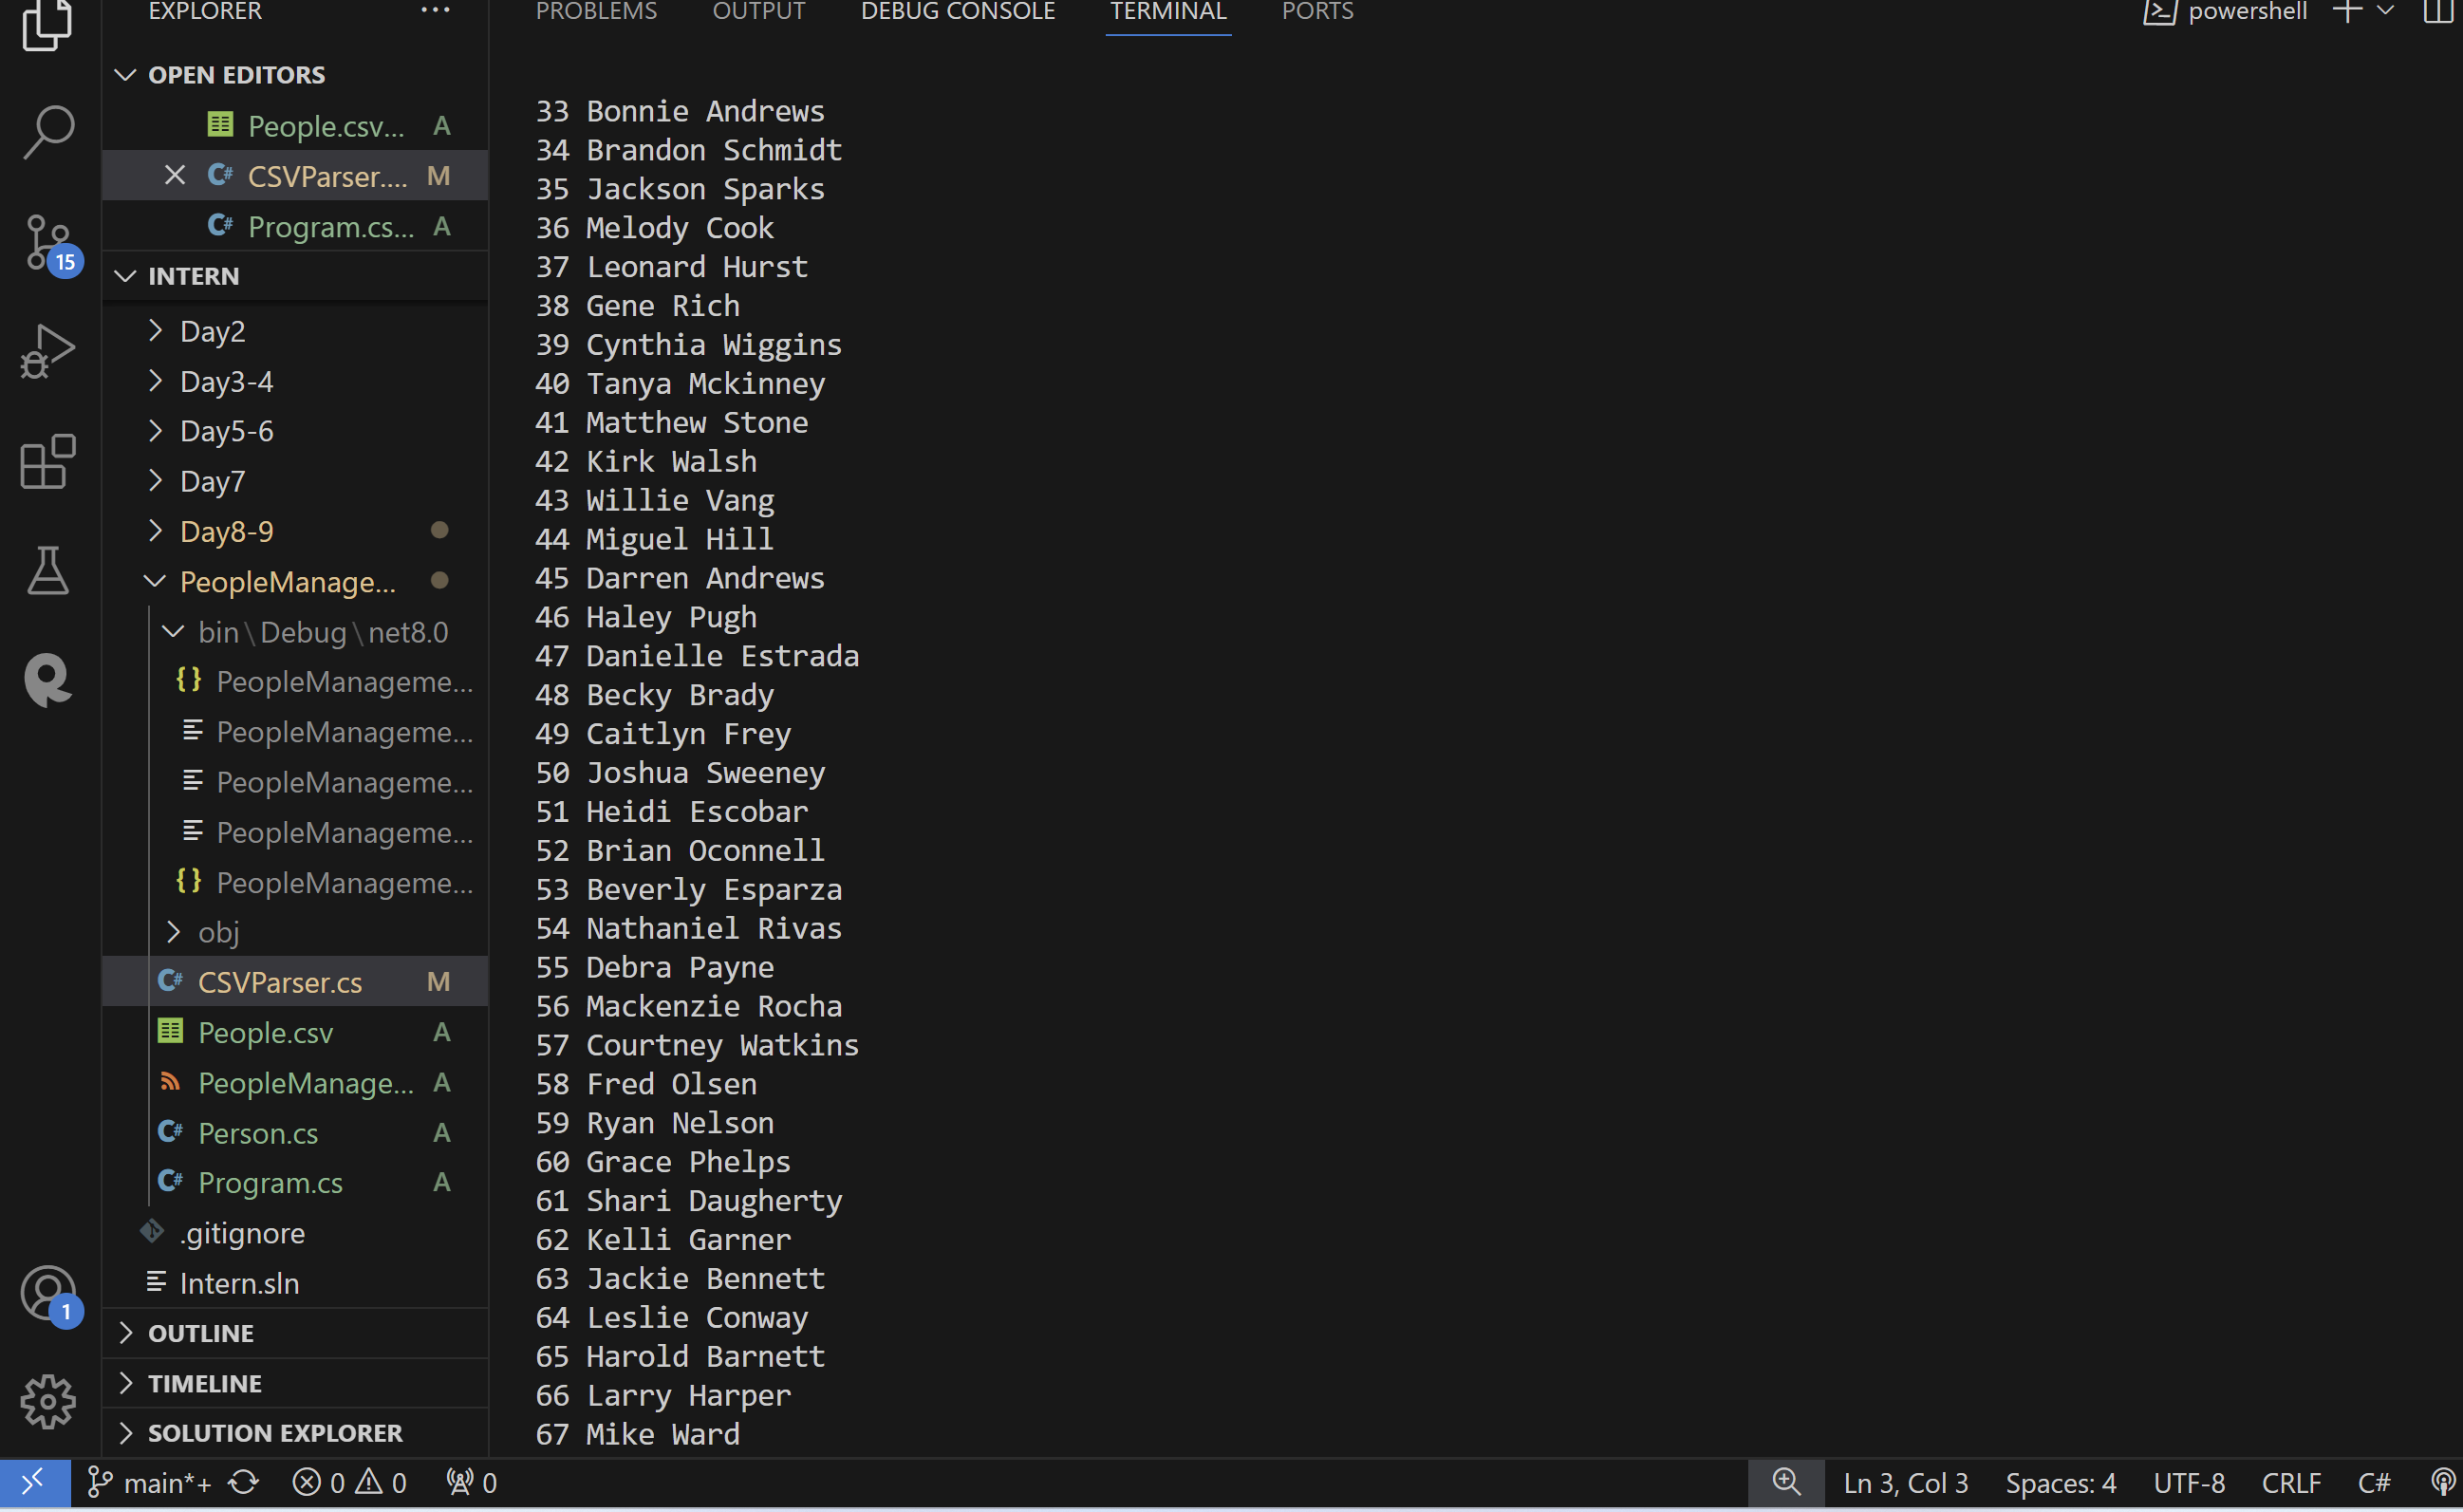 EXPLORER
OPEN EDITORS
People.csv... A
CSVParser.... M
Program.cs... A
15
INTERN
Day2
Day3-4
Day5-6
Day7
Day8-9
PeopleManage...
bin\Debug\net8.0
{} PeopleManageme...
PeopleManageme...
PeopleManageme...
PeopleManageme...
{} PeopleManageme...
obj
C# CSVParser.cs M
People.csv A
PeopleManage... A
C# Person.cs A
C# Program.cs A
.gitignore
Intern.sln
1
OUTLINE
TIMELINE
SOLUTION EXPLORER
PROBLEMS OUTPUT DEBUG CONSOLE TERMINAL PORTS powershell
33 Bonnie Andrews
34 Brandon Schmidt
35 Jackson Sparks
36 Melody Cook
37 Leonard Hurst
38 Gene Rich
39 Cynthia Wiggins
40 Tanya Mckinney
41 Matthew Stone
42 Kirk Walsh
43 Willie Vang
44 Miguel Hill
45 Darren Andrews
46 Haley Pugh
47 Danielle Estrada
48 Becky Brady
49 Caitlyn Frey
50 Joshua Sweeney
51 Heidi Escobar
52 Brian Oconnell
53 Beverly Esparza
54 Nathaniel Rivas
55 Debra Payne
56 Mackenzie Rocha
57 Courtney Watkins
58 Fred Olsen
59 Ryan Nelson
60 Grace Phelps
61 Shari Daugherty
62 Kelli Garner
63 Jackie Bennett
64 Leslie Conway
65 Harold Barnett
66 Larry Harper
67 Mike Ward
main*+ 0 0 0 Ln 3, Col 3 Spaces: 4 UTF-8 CRLF C#